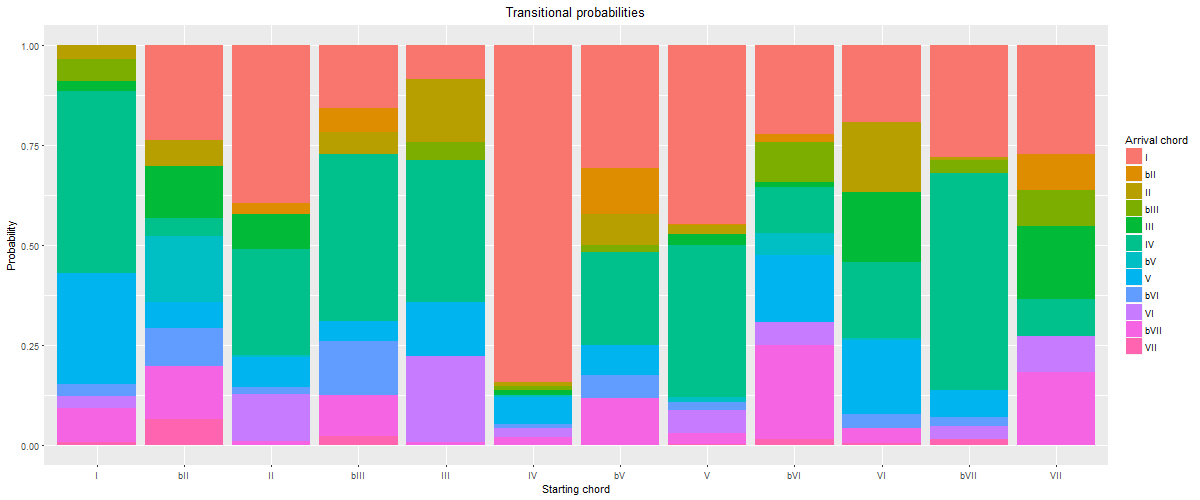 Transitional probabilities
Probability
1.00
0.75
0.50
0.25
0.00
I bII II bIII III IV bV V bVI VI bVII VII
Starting chord
Arrival chord
I
bII
II
bIII
III
IV
bV
V
bVI
VI
bVII
VII